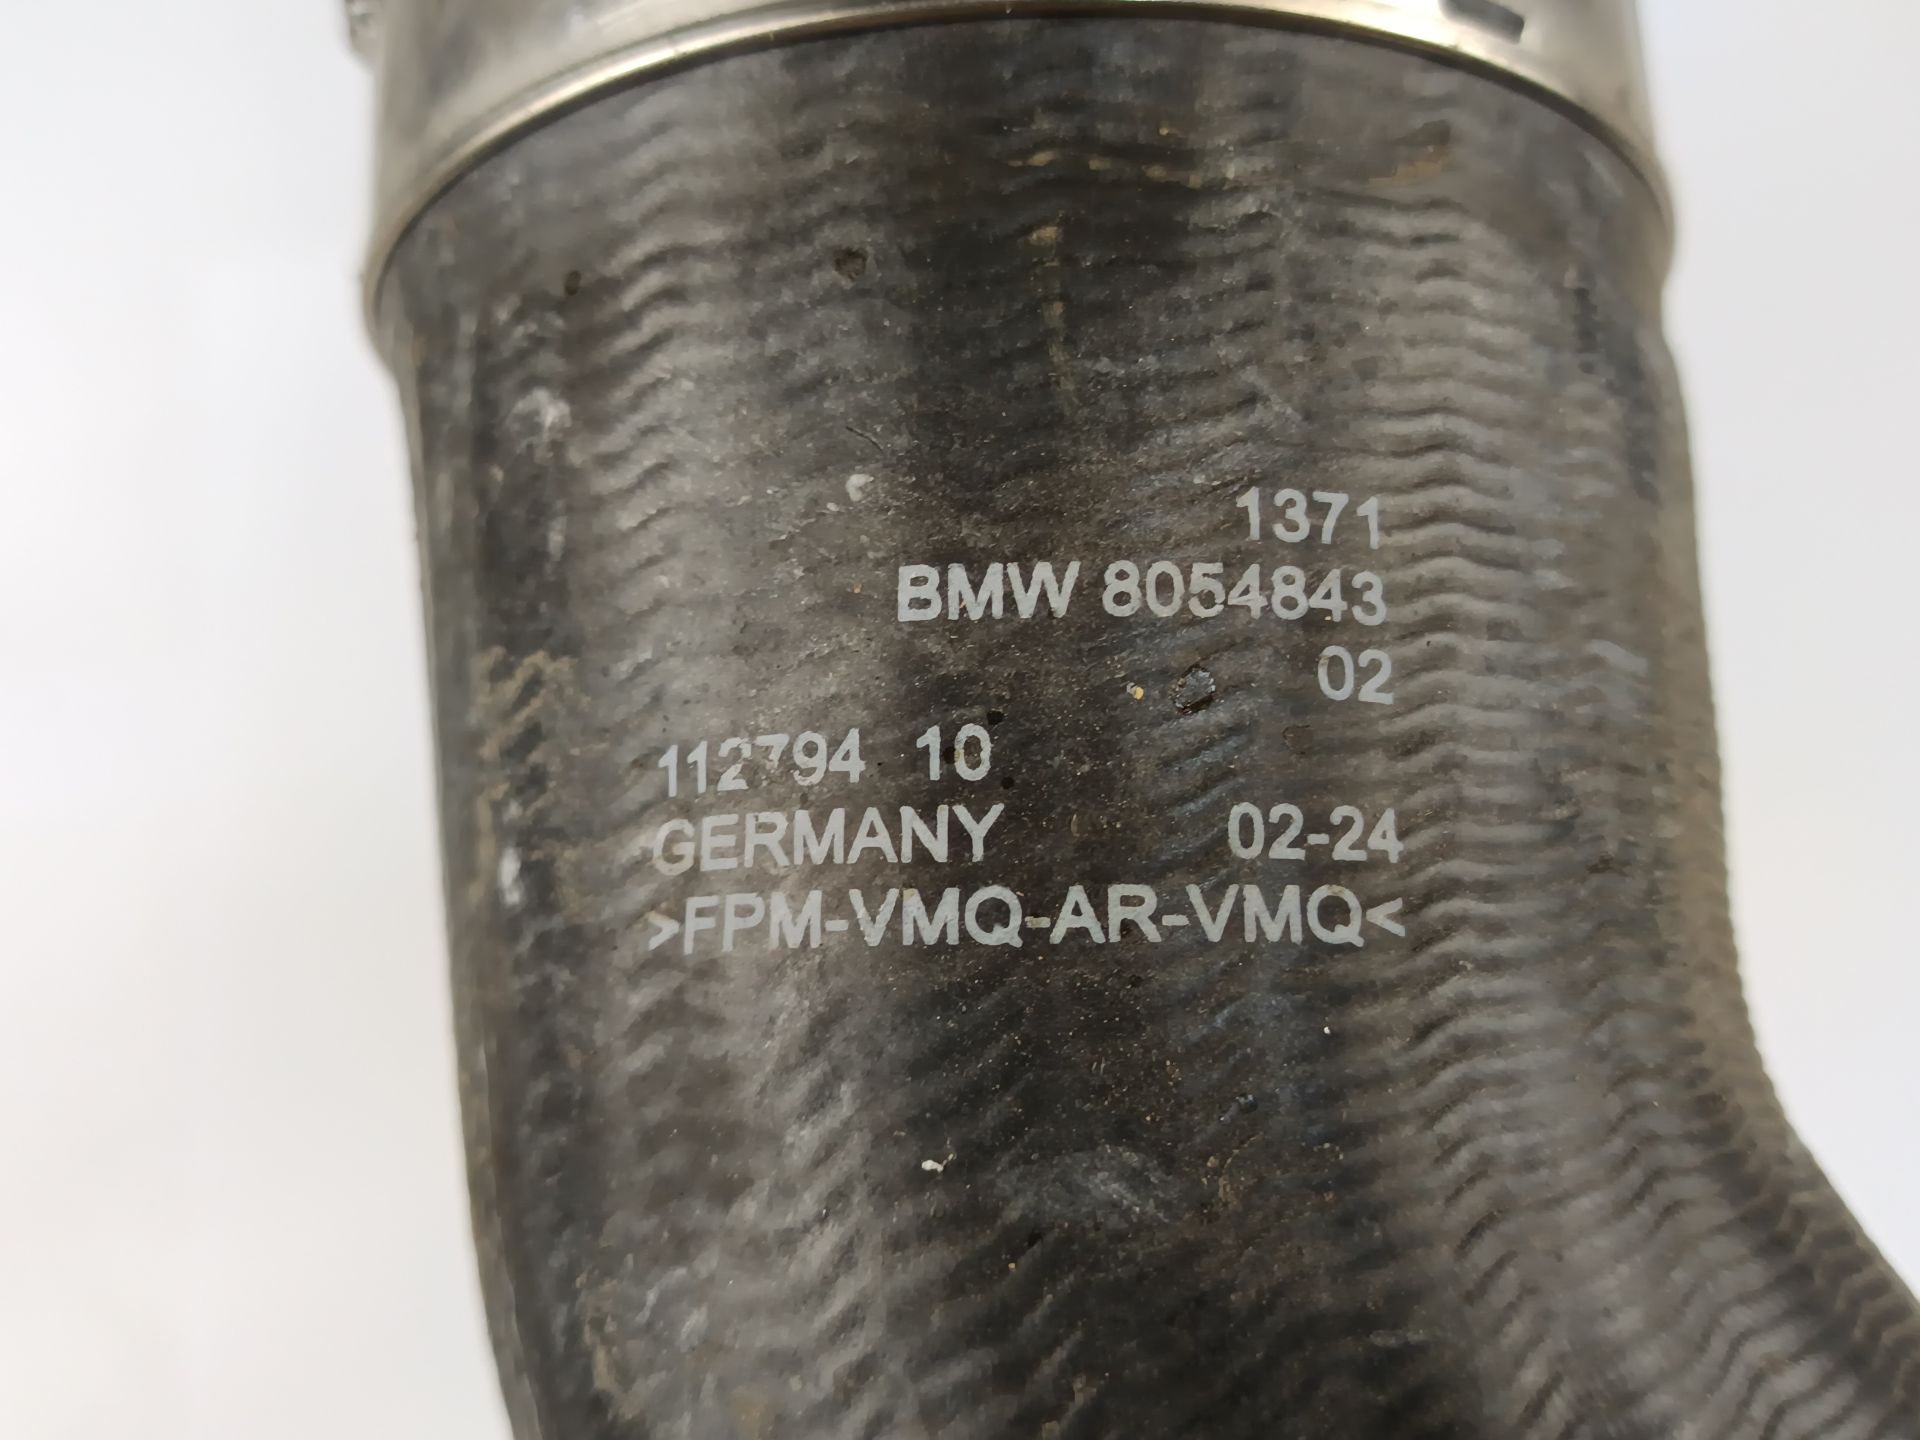 1371
BMW 8054843
02
112794 10
GERMANY 02-24
>FPM-VMQ-AR-VMQ<